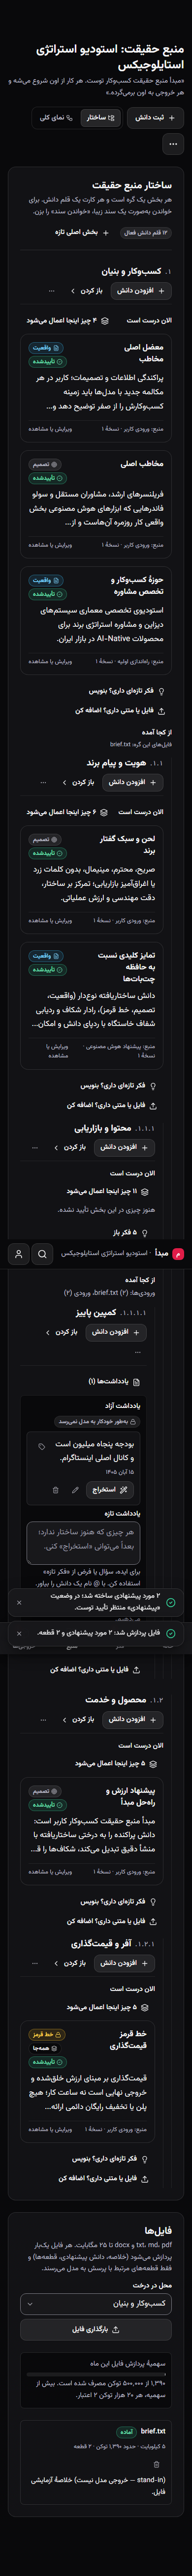 منبع حقیقت: استودیو استراتژی
استایلوجیکس
«مبدأ منبع حقیقت کسب‌وکار توست. هر کار از اون شروع می‌شه و
هر خروجی به اون برمی‌گرده.»
ثبت دانش
ساختار
نمای کلی
ساختار منبع حقیقت
هر بخش یک گره است و هر کارت یک قلم دانش. برای
خواندن به‌صورت یک سند زیبا، «خواندن سند» را بزن.
۱۲ قلم دانش فعال
بخش اصلی تازه
۱. کسب‌وکار و بنیان
افزودن دانش
باز کردن
الان درست است
۴ چیز اینجا اعمال می‌شود
معضل اصلی
مخاطب
واقعیت
تأییدشده
پراکندگی اطلاعات و تصمیمات؛ کاربر در هر
مکالمه جدید با مدل‌ها باید زمینه
کسب‌وکارش را از صفر توضیح دهد و...
منبع: ورودی کاربر · نسخهٔ ۱
ویرایش یا مشاهده
مخاطب اصلی
تصمیم
تأییدشده
فریلنسرهای ارشد، مشاوران مستقل و سولو
فاندرهایی که ابزارهای هوش مصنوعی بخش
واقعی کار روزمره آن‌هاست و از...
منبع: ورودی کاربر · نسخهٔ ۱
ویرایش یا مشاهده
حوزهٔ کسب‌وکار و
تخصص مشاوره
واقعیت
تأییدشده
استودیوی تخصصی معماری سیستم‌های
دیزاین و مشاوره استراتژی برند برای
محصولات AI-Native در بازار ایران.
منبع: راه‌اندازی اولیه · نسخهٔ ۱
ویرایش یا مشاهده
فکر تازه‌ای داری؟ بنویس
فایل یا متنی داری؟ اضافه کن
از کجا آمده
فایل‌های این گره: brief.txt
۱.۱. هویت و پیام برند
افزودن دانش
باز کردن
الان درست است
۶ چیز اینجا اعمال می‌شود
لحن و سبک گفتار
برند
تصمیم
تأییدشده
صریح، محترم، مینیمال، بدون کلمات زرد
یا اغراق‌آمیز بازاریابی؛ تمرکز بر ساختار،
دقت مهندسی و ارزش عملیاتی.
منبع: ورودی کاربر · نسخهٔ ۱
ویرایش یا مشاهده
تمایز کلیدی نسبت
به حافظه
چت‌بات‌ها
واقعیت
تأییدشده
دانش ساختاریافته نوع‌دار (واقعیت،
تصمیم، خط قرمز)، رادار شکاف و ردیابی
شفاف خاستگاه با ردپای دانش و امکان...
منبع: پیشنهاد هوش مصنوعی ·
نسخهٔ ۱
ویرایش یا
مشاهده
فکر تازه‌ای داری؟ بنویس
فایل یا متنی داری؟ اضافه کن
۱.۱.۱. محتوا و بازاریابی
افزودن دانش
باز کردن
الان درست است
۱۱ چیز اینجا اعمال می‌شود
هنوز چیزی در این بخش تأیید نشده.
۵ فکر باز
مبدأ · استودیو استراتژی استایلوجیکس
از کجا آمده
ورودی‌ها: brief.txt (۲)، ورودی (۲)
۱.۱.۱.۱. کمپین پاییز
افزودن دانش
باز کردن
یادداشت‌ها (۱)
یادداشت آزاد
به‌طور خودکار به مدل نمی‌رسد
بودجه پنجاه میلیون است
و کانال اصلی اینستاگرام.
۱۵ آبان ۱۴۰۵
استخراج
یادداشت تازه
هر چیزی که هنوز ساختار ندارد؛
بعداً می‌توانی «استخراج» کنی.
برای ایده، سؤال یا فرض از «فکر تازه»
استفاده کن. با @ نام یک دانش را بیاور.
۲ مورد پیشنهادی ساخته شد؛ در وضعیت
«پیشنهادی» منتظر تأیید توست.
فایل پردازش شد: ۲ مورد پیشنهادی و ۲ قطعه.
فایل یا متنی داری؟ اضافه کن
۱.۲. محصول و خدمت
افزودن دانش
باز کردن
الان درست است
۵ چیز اینجا اعمال می‌شود
پیشنهاد ارزش و
راه‌حل مبدأ
تصمیم
تأییدشده
مبدأ منبع حقیقت کسب‌وکار کاربر است:
دانش پراکنده را به درختی ساختاریافته با
منشأ دقیق تبدیل می‌کند، شکاف‌ها را ق...
منبع: ورودی کاربر · نسخهٔ ۱
ویرایش یا مشاهده
فکر تازه‌ای داری؟ بنویس
فایل یا متنی داری؟ اضافه کن
۱.۲.۱. آفر و قیمت‌گذاری
افزودن دانش
باز کردن
الان درست است
۵ چیز اینجا اعمال می‌شود
خط قرمز
قیمت‌گذاری
خط قرمز
همه‌جا
تأییدشده
قیمت‌گذاری بر مبنای ارزش خلق‌شده و
خروجی نهایی است نه ساعت کار؛ هیچ
پلن یا تخفیف رایگان دائمی ارائه...
منبع: ورودی کاربر · نسخهٔ ۱
ویرایش یا مشاهده
فکر تازه‌ای داری؟ بنویس
فایل یا متنی داری؟ اضافه کن
فایل‌ها
txt، md، pdf و docx تا ۲۵ مگابایت. هر فایل یک‌بار
پردازش می‌شود (خلاصه، دانش پیشنهادی، قطعه‌ها) و
فقط قطعه‌های مرتبط با پرسش به مدل می‌رسند.
محل در درخت
کسب‌وکار و بنیان
بارگذاری فایل
سهمیهٔ پردازش فایل این ماه
۱,۳۹۰ از ۵۰۰,۰۰۰ توکن مصرف شده است. بیش از
سهمیه، هر ۲۰ هزار توکن ۲ اعتبار.
brief.txt
آماده
۵ کیلوبایت · حدود ۱,۳۹۰ توکن · ۲ قطعه
(stand-in — خروجی مدل نیست) خلاصهٔ آزمایشی
فایل.